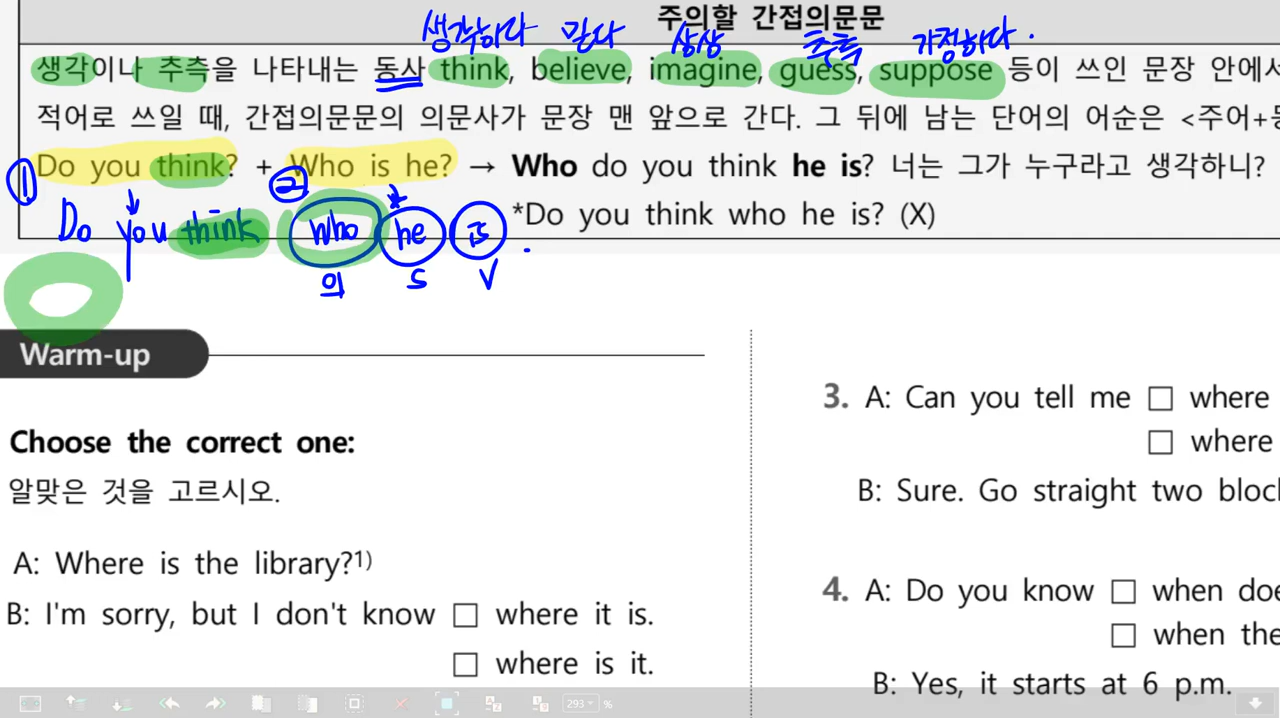 주의할 간접의문문
생각하다 믿다 상상 추측 가정하다.
생각이나 추측을 나타내는 동사 think, believe, imagine, guess, suppose 등이 쓰인 문장 안에서
적어로 쓰일 때, 간접의문문의 의문사가 문장 맨 앞으로 간다. 그 뒤에 남는 단어의 어순은 <주어+동
Do you think? + Who is he? → Who do you think he is? 너는 그가 누구라고 생각하니?
① ②
*Do you think who he is? (X)
Do you think who he is .
의 S V
Warm-up
Choose the correct one:
알맞은 것을 고르시오.
A: Where is the library?1)
B: I'm sorry, but I don't know □ where it is.
□ where is it.
3. A: Can you tell me □ where
□ where
B: Sure. Go straight two block
4. A: Do you know □ when doe
□ when the
B: Yes, it starts at 6 p.m.
293 %